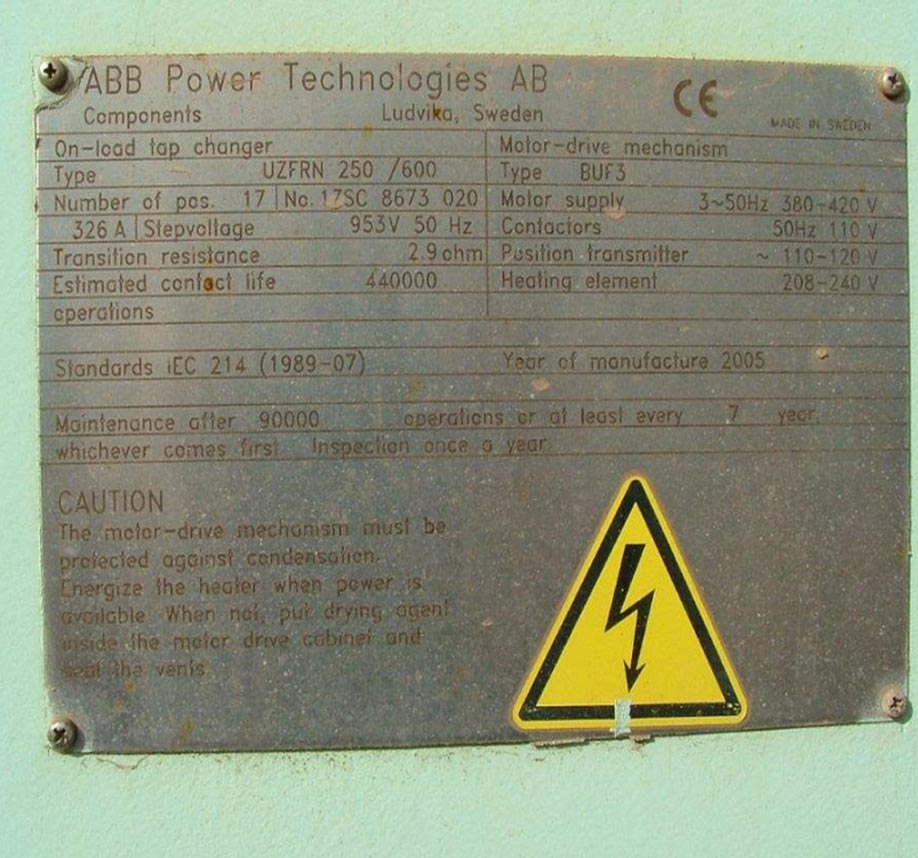 ABB Power Technologies AB
Components Ludvika, Sweden
CE
MADE IN SWEDEN
On-load tap changer
Type UZFRN 250 /600
Number of pos. 17 No. 1ZSC 8673 020
326 A Stepvoltage 953V 50 Hz
Transition resistance 2.9 ohm
Estimated contact life 440000
operations
Motor-drive mechanism
Type BUF3
Motor supply 3~50Hz 380-420 V
Contactors 50Hz 110 V
Position transmitter ~ 110-120 V
Heating element 208-240 V
Standards IEC 214 (1989-07) Year of manufacture 2005
Maintenance after 90000 operations or at least every 7 year,
whichever comes first. Inspection once a year.
CAUTION
The motor-drive mechanism must be
protected against condensation.
Energize the heater when power is
available. When not, put drying agent
inside the motor drive cabinet and
seal the vents.